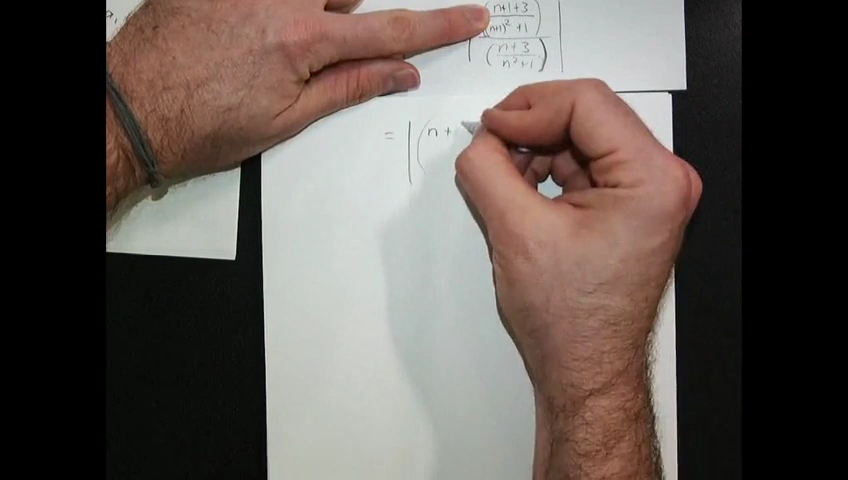 (n+1+3)
(n+1)² + 1
(n+3
n²+1)
= |(n +